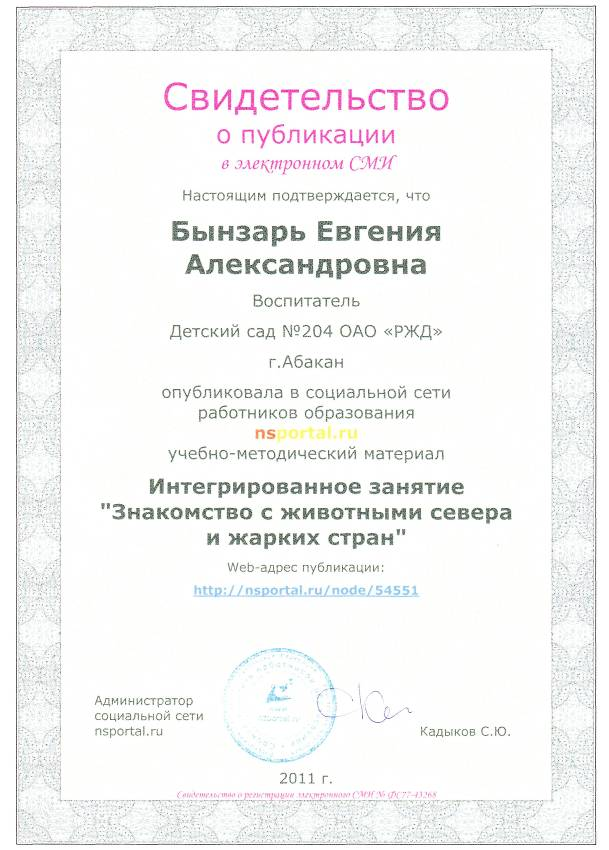 Свидетельство
о публикации
в электронном СМИ
Настоящим подтверждается, что
Бынзарь Евгения
Александровна
Воспитатель
Детский сад №204 ОАО «РЖД»
г.Абакан
опубликовала в социальной сети
работников образования
nsportal.ru
учебно-методический материал
Интегрированное занятие
"Знакомство с животными севера
и жарких стран"
Web-адрес публикации:
http://nsportal.ru/node/54551
Администратор
социальной сети
nsportal.ru
Кадыков С.Ю.
2011 г.
Свидетельство о регистрации электронного СМИ № ФС77-43268